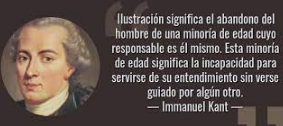 Ilustración significa el abandono del
hombre de una minoría de edad cuyo
responsable es él mismo. Esta minoría
de edad significa la incapacidad para
servirse de su entendimiento sin verse
guiado por algún otro.
— Immanuel Kant —